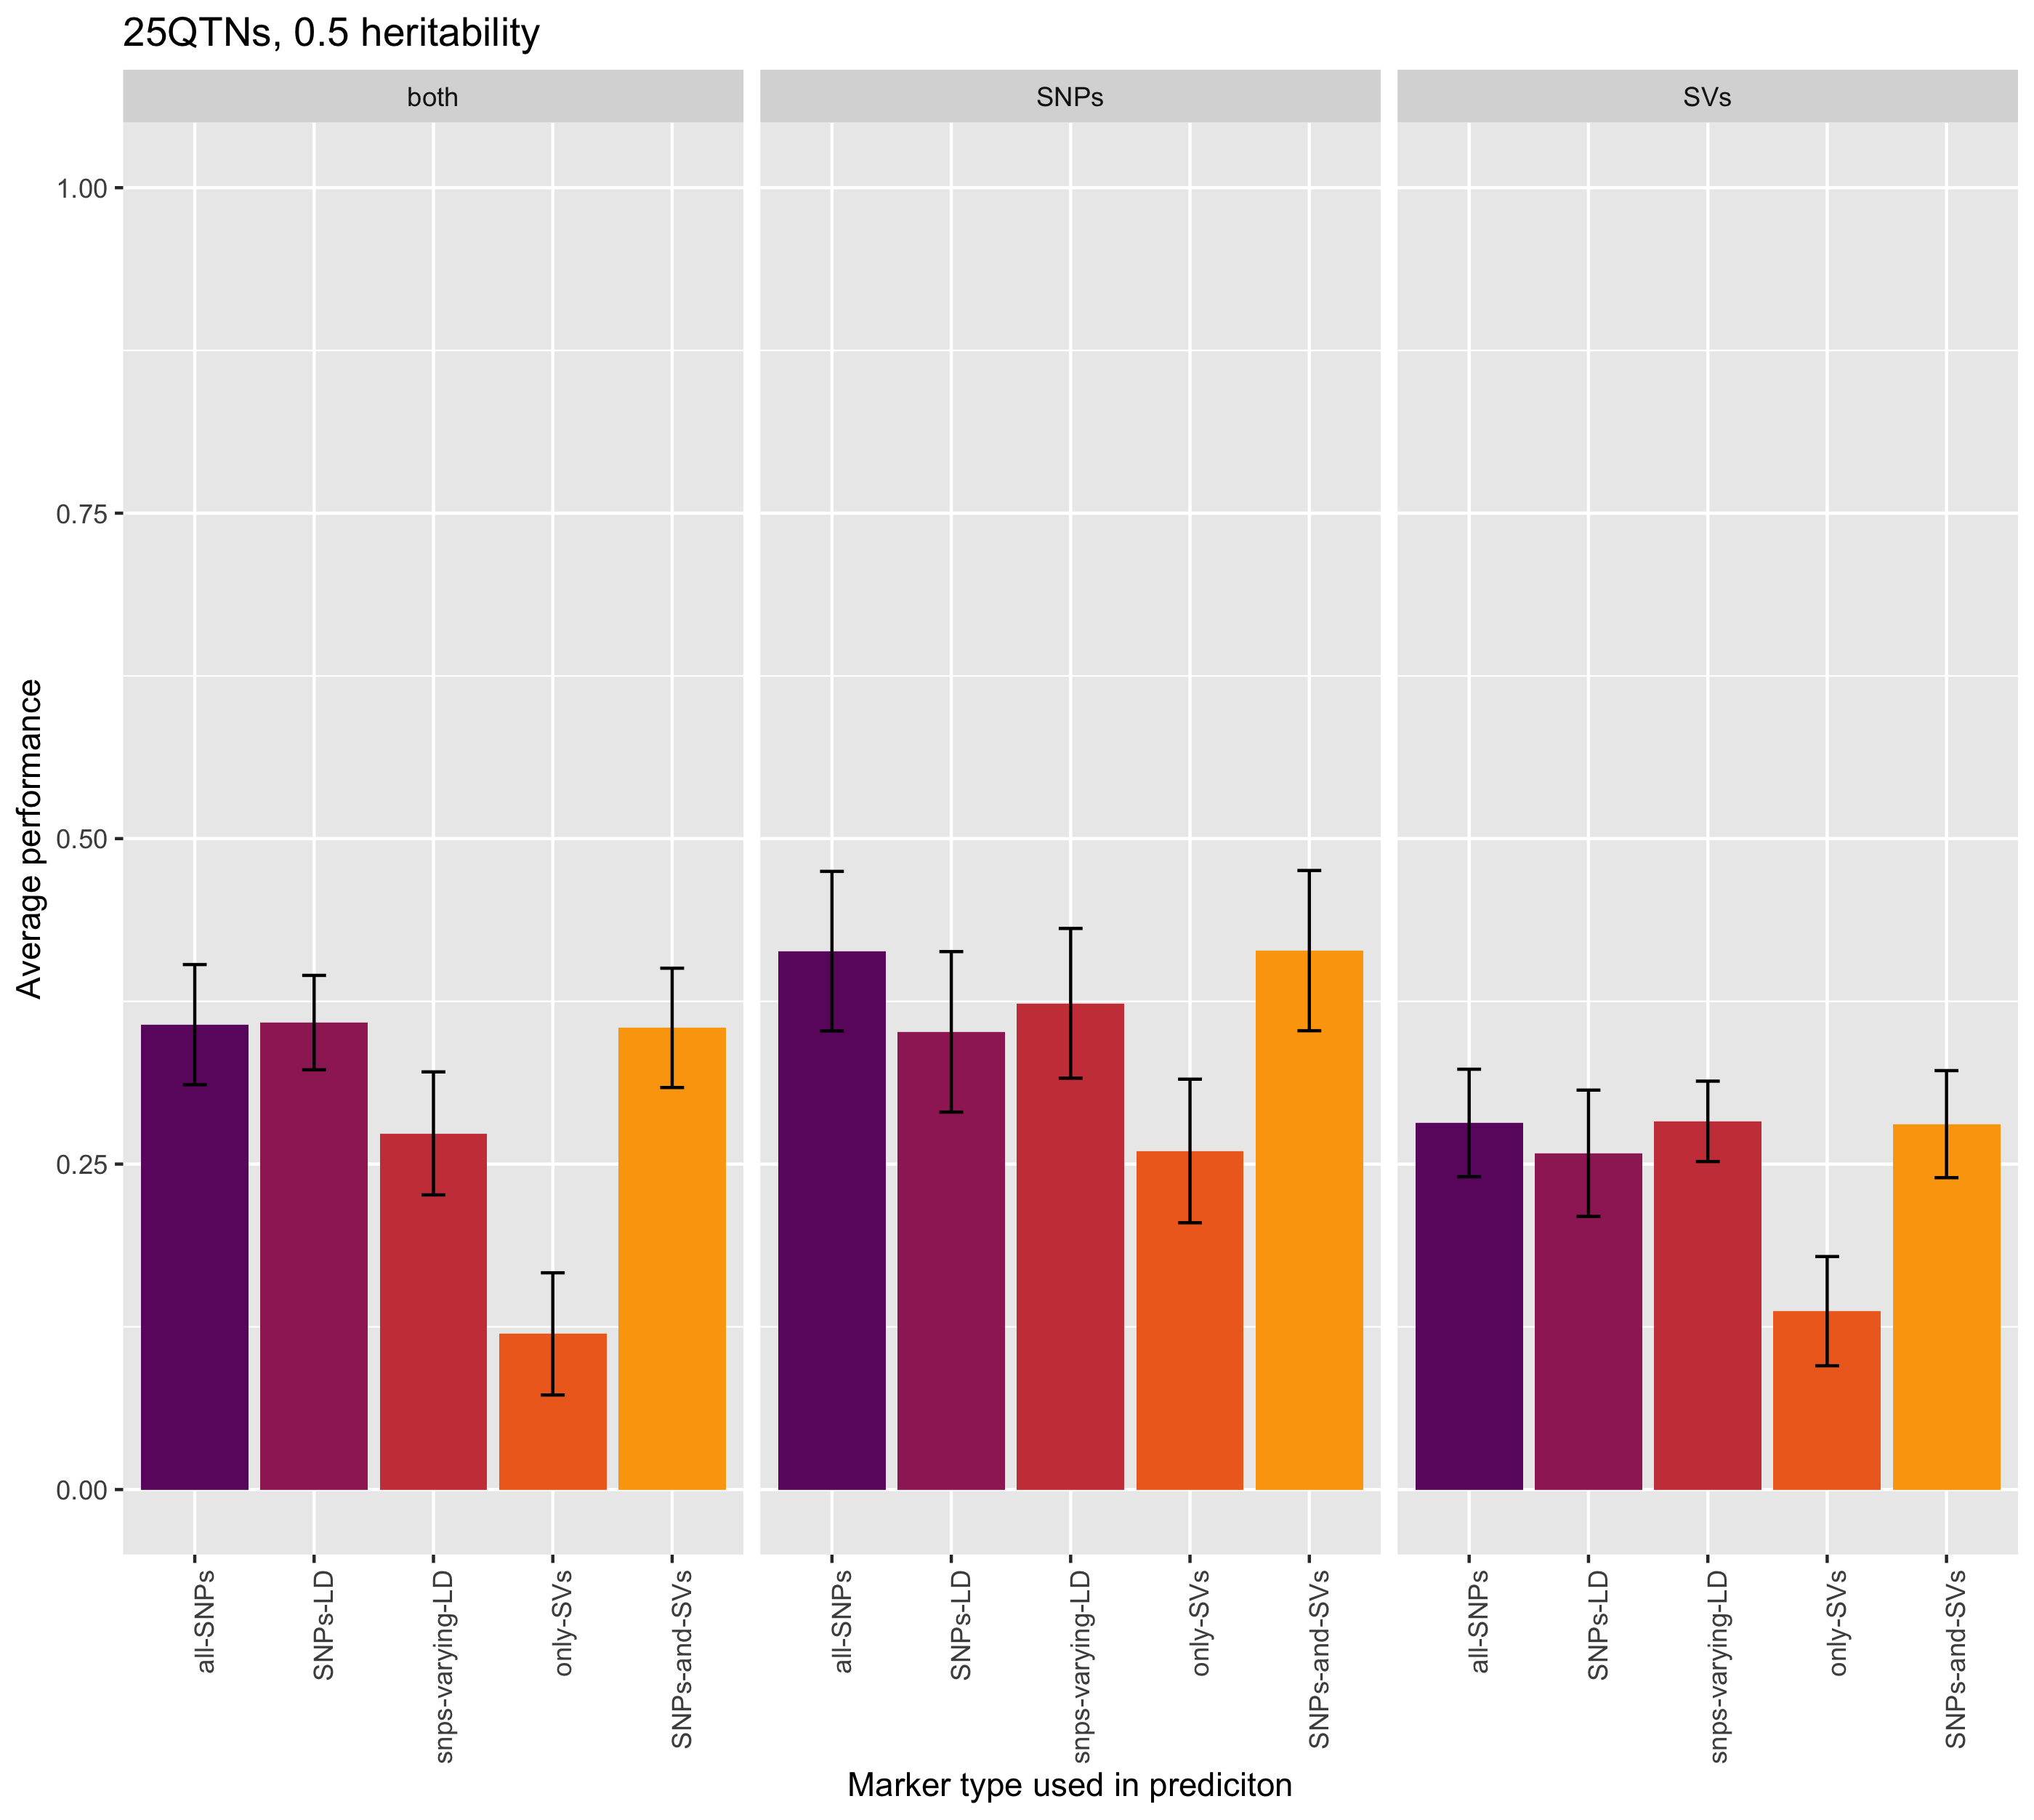 25QTNs, 0.5 heritability
both
SNPs
SVs
Average performance
1.00
0.75
0.50
0.25
0.00
all-SNPs
SNPs-LD
snps-varying-LD
only-SVs
SNPs-and-SVs
all-SNPs
SNPs-LD
snps-varying-LD
only-SVs
SNPs-and-SVs
all-SNPs
SNPs-LD
snps-varying-LD
only-SVs
SNPs-and-SVs
Marker type used in prediciton